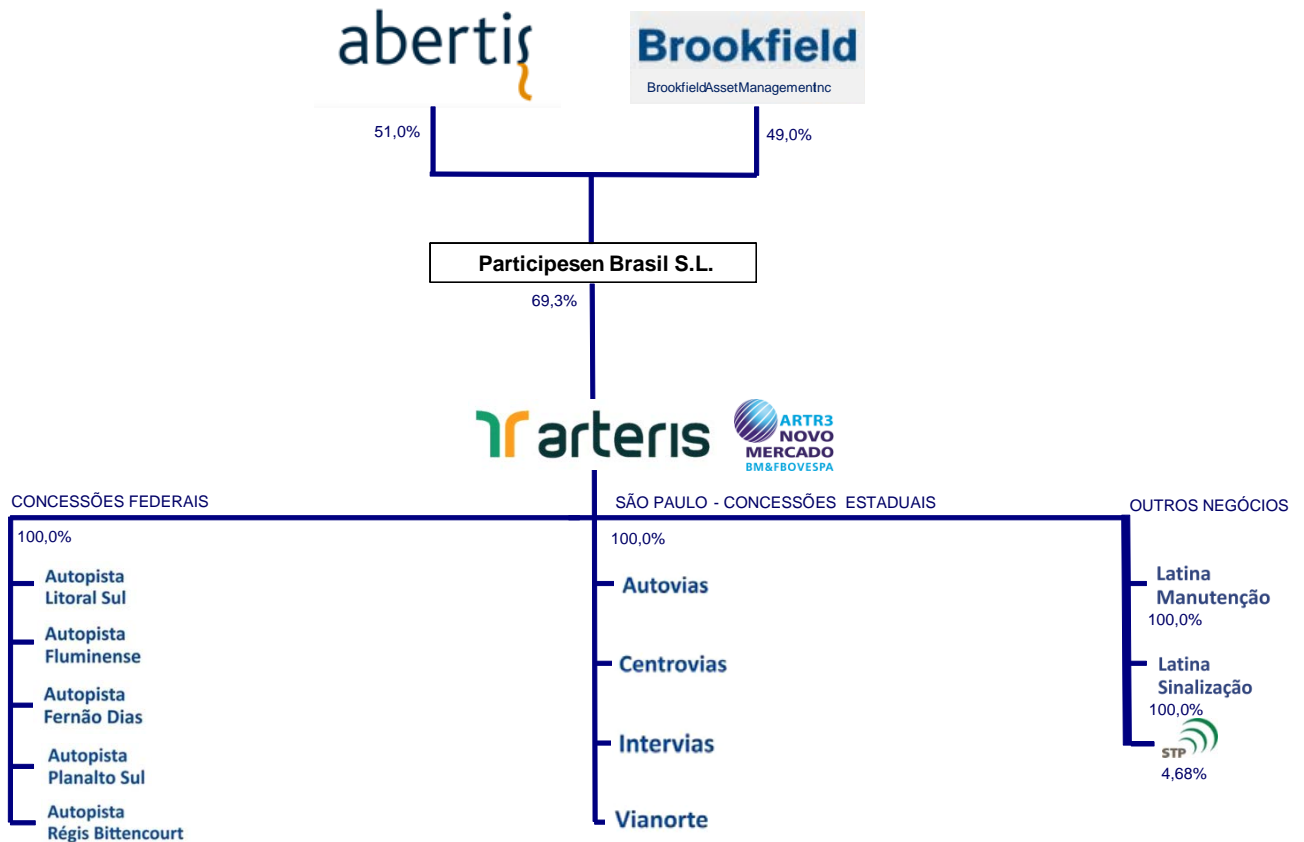 abertis
Brookfield
BrookfieldAssetManagementInc
51,0%
49,0%
Participesen Brasil S.L.
69,3%
arteris
ARTR3
NOVO
MERCADO
BM&FBOVESPA
CONCESSÕES FEDERAIS
100,0%
Autopista
Litoral Sul
Autopista
Fluminense
Autopista
Fernão Dias
Autopista
Planalto Sul
Autopista
Régis Bittencourt
SÃO PAULO - CONCESSÕES ESTADUAIS
100,0%
Autovias
Centrovias
Intervias
Vianorte
OUTROS NEGÓCIOS
Latina
Manutenção
100,0%
Latina
Sinalização
100,0%
STP
4,68%